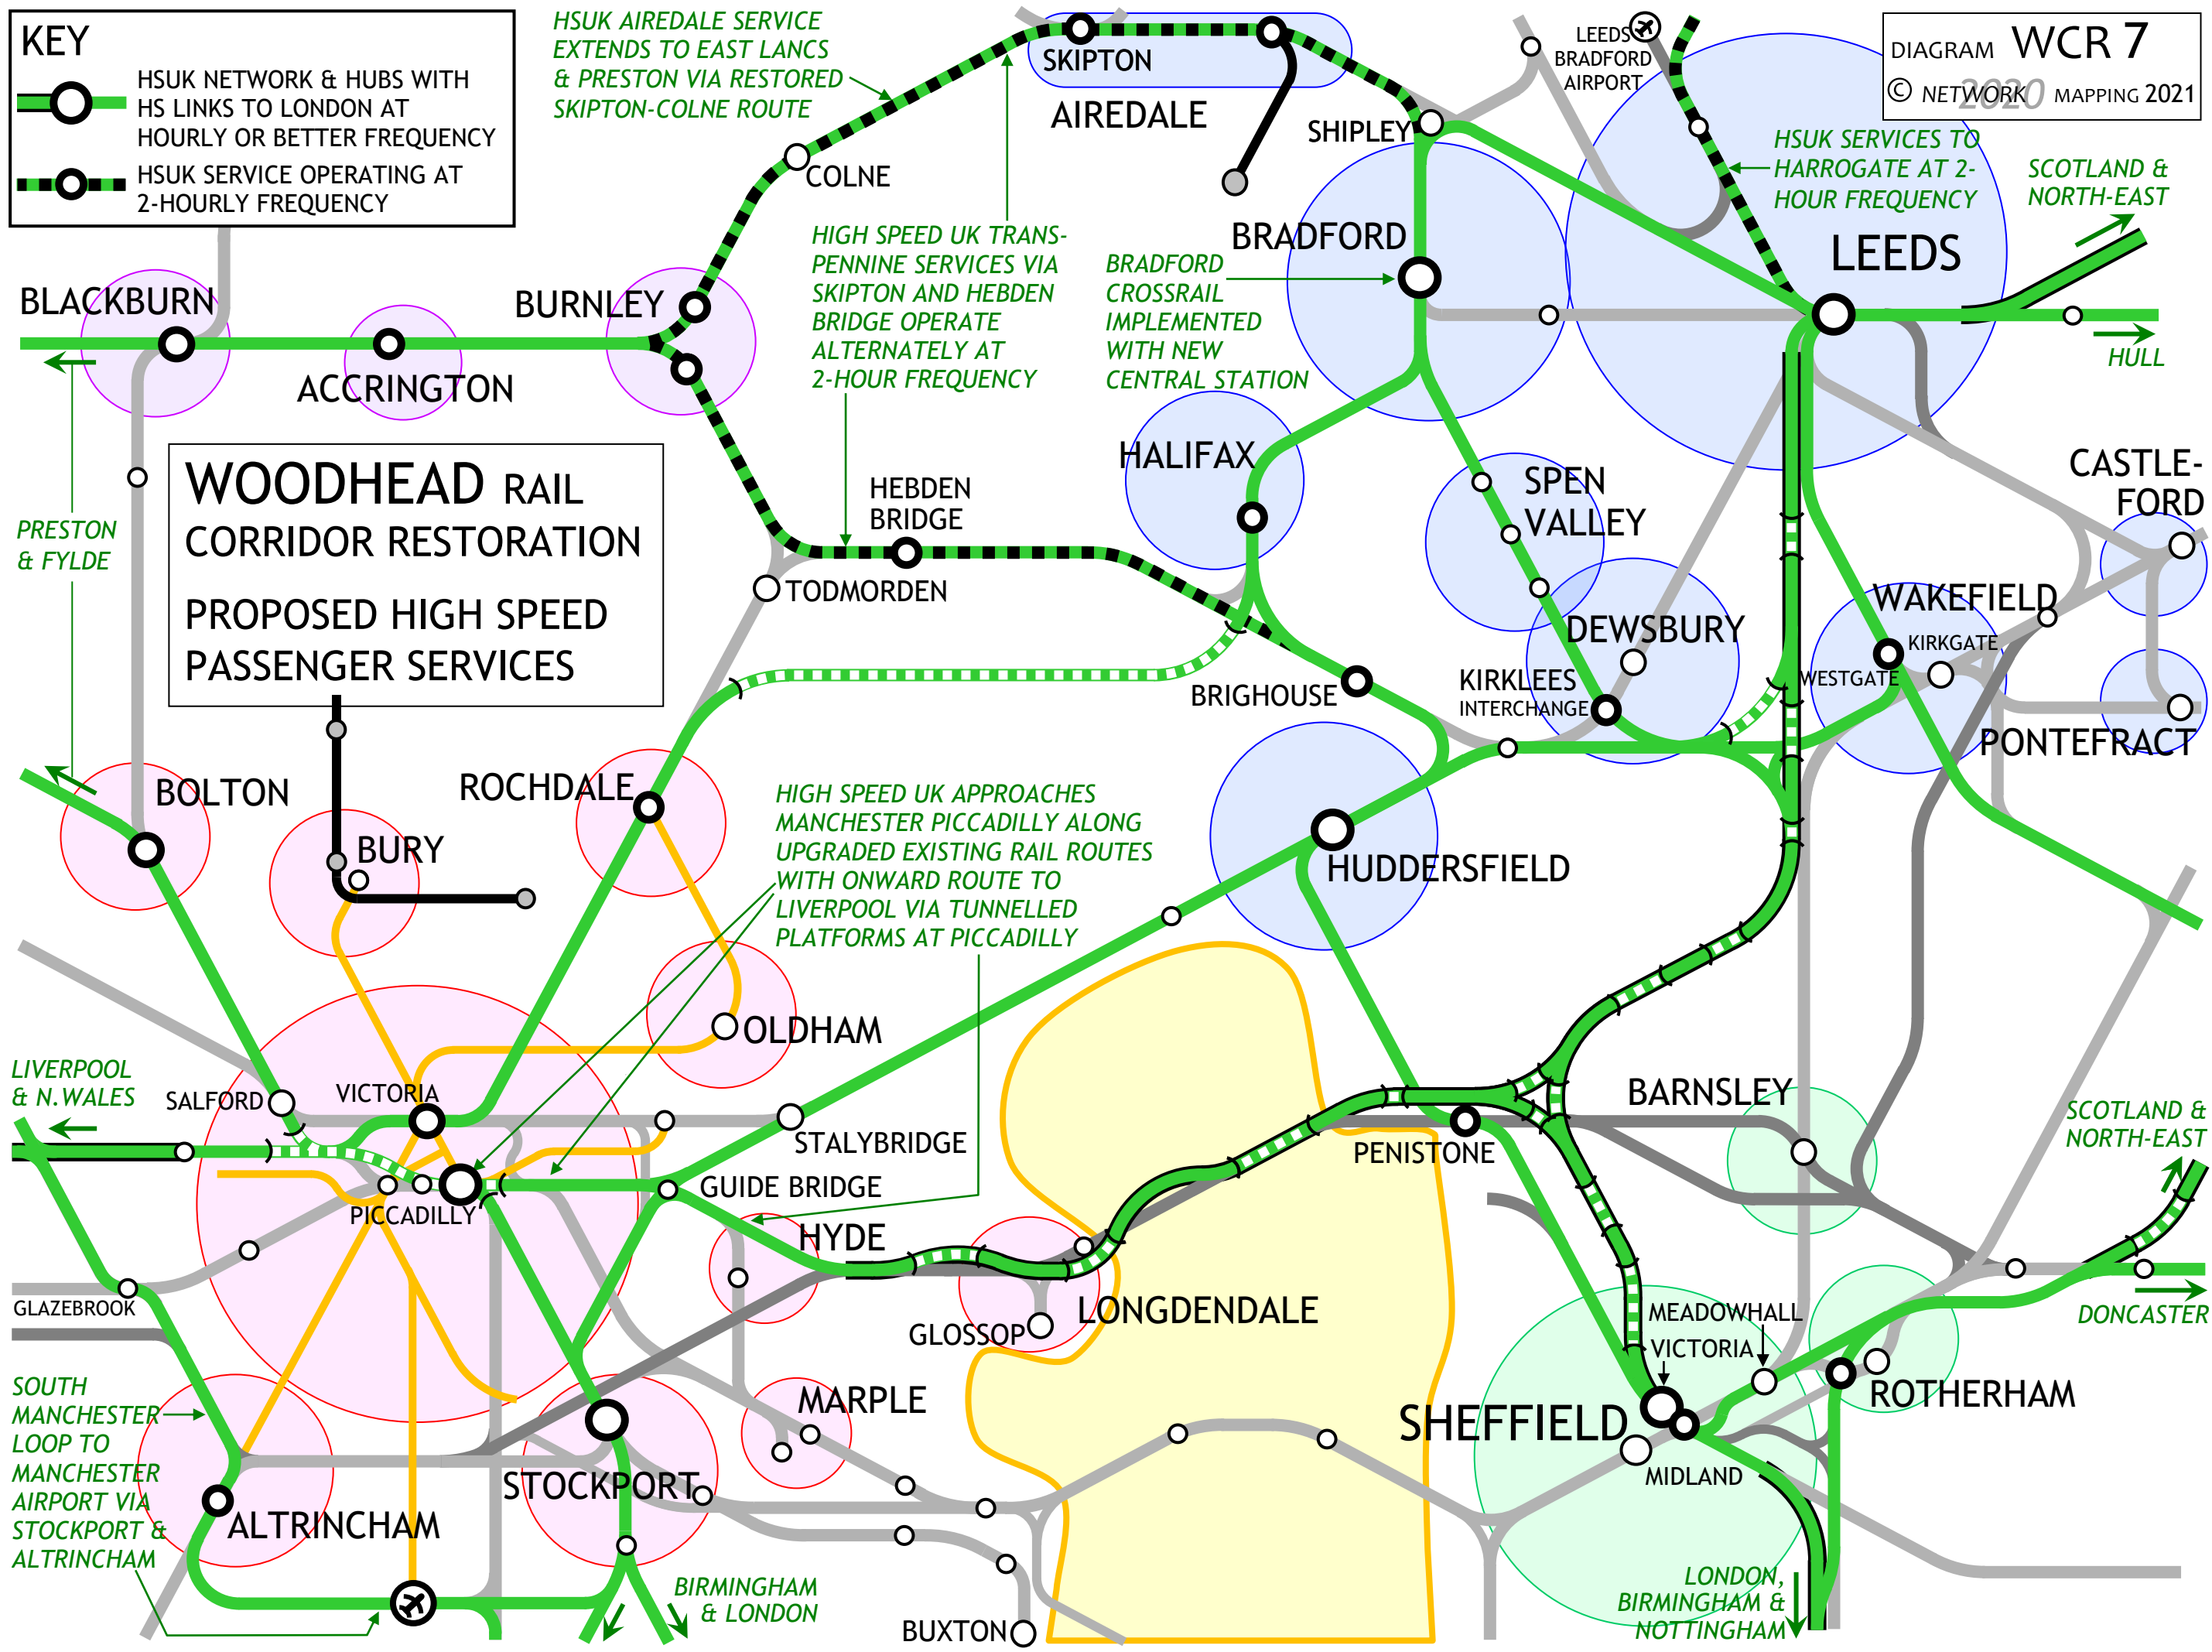 KEY
HSUK NETWORK & HUBS WITH
HS LINKS TO LONDON AT
HOURLY OR BETTER FREQUENCY
HSUK SERVICE OPERATING AT
2-HOURLY FREQUENCY
HSUK AIREDALE SERVICE
EXTENDS TO EAST LANCS
& PRESTON VIA RESTORED
SKIPTON-COLNE ROUTE
SKIPTON
AIREDALE
SHIPLEY
LEEDS
BRADFORD
AIRPORT
DIAGRAM WCR 7
© NETWORK 2020 MAPPING 2021
HSUK SERVICES TO
HARROGATE AT 2-
HOUR FREQUENCY
SCOTLAND &
NORTH-EAST
COLNE
HIGH SPEED UK TRANS-
PENNINE SERVICES VIA
SKIPTON AND HEBDEN
BRIDGE OPERATE
ALTERNATELY AT
2-HOUR FREQUENCY
BRADFORD
BRADFORD
CROSSRAIL
IMPLEMENTED
WITH NEW
CENTRAL STATION
LEEDS
HULL
BLACKBURN
BURNLEY
ACCRINGTON
PRESTON
& FYLDE
WOODHEAD RAIL
CORRIDOR RESTORATION
PROPOSED HIGH SPEED
PASSENGER SERVICES
HEBDEN
BRIDGE
TODMORDEN
HALIFAX
SPEN
VALLEY
DEWSBURY
CASTLE-
FORD
WAKEFIELD
KIRKGATE
WESTGATE
PONTEFRACT
BRIGHOUSE
KIRKLEES
INTERCHANGE
BOLTON
BURY
ROCHDALE
HIGH SPEED UK APPROACHES
MANCHESTER PICCADILLY ALONG
UPGRADED EXISTING RAIL ROUTES
WITH ONWARD ROUTE TO
LIVERPOOL VIA TUNNELLED
PLATFORMS AT PICCADILLY
HUDDERSFIELD
OLDHAM
LIVERPOOL
& N.WALES
SALFORD
VICTORIA
STALYBRIDGE
GUIDE BRIDGE
PICCADILLY
HYDE
GLAZEBROOK
GLOSSOP
LONGDENDALE
PENISTONE
BARNSLEY
SCOTLAND &
NORTH-EAST
DONCASTER
MEADOWHALL
VICTORIA
SHEFFIELD
ROTHERHAM
MIDLAND
SOUTH
MANCHESTER
LOOP TO
MANCHESTER
AIRPORT VIA
STOCKPORT &
ALTRINCHAM
MARPLE
STOCKPORT
ALTRINCHAM
BIRMINGHAM
& LONDON
BUXTON
LONDON,
BIRMINGHAM &
NOTTINGHAM